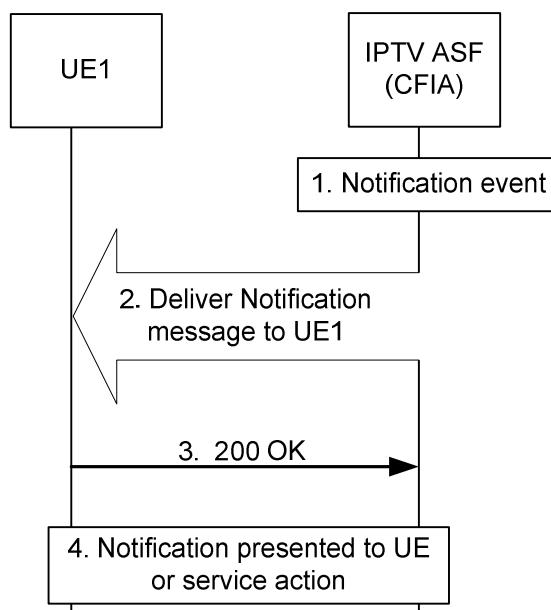 UE1
IPTV ASF
(CFIA)
1. Notification event
2. Deliver Notification
message to UE1
3. 200 OK
4. Notification presented to UE
or service action